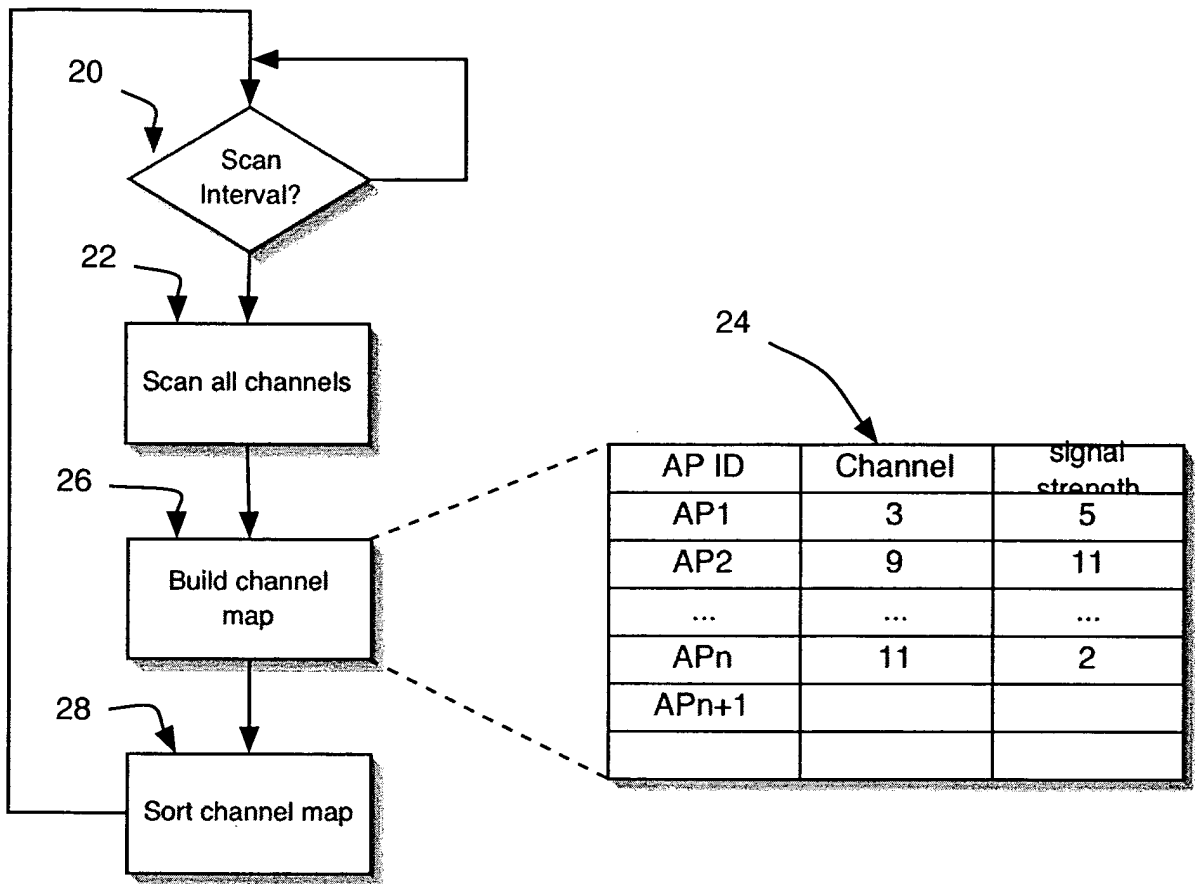 20
Scan
Interval?
22
Scan all channels
24
26
Build channel
map
AP ID Channel signal
strength
AP1 3 5
AP2 9 11
... ... ...
APn 11 2
APn+1
28
Sort channel map